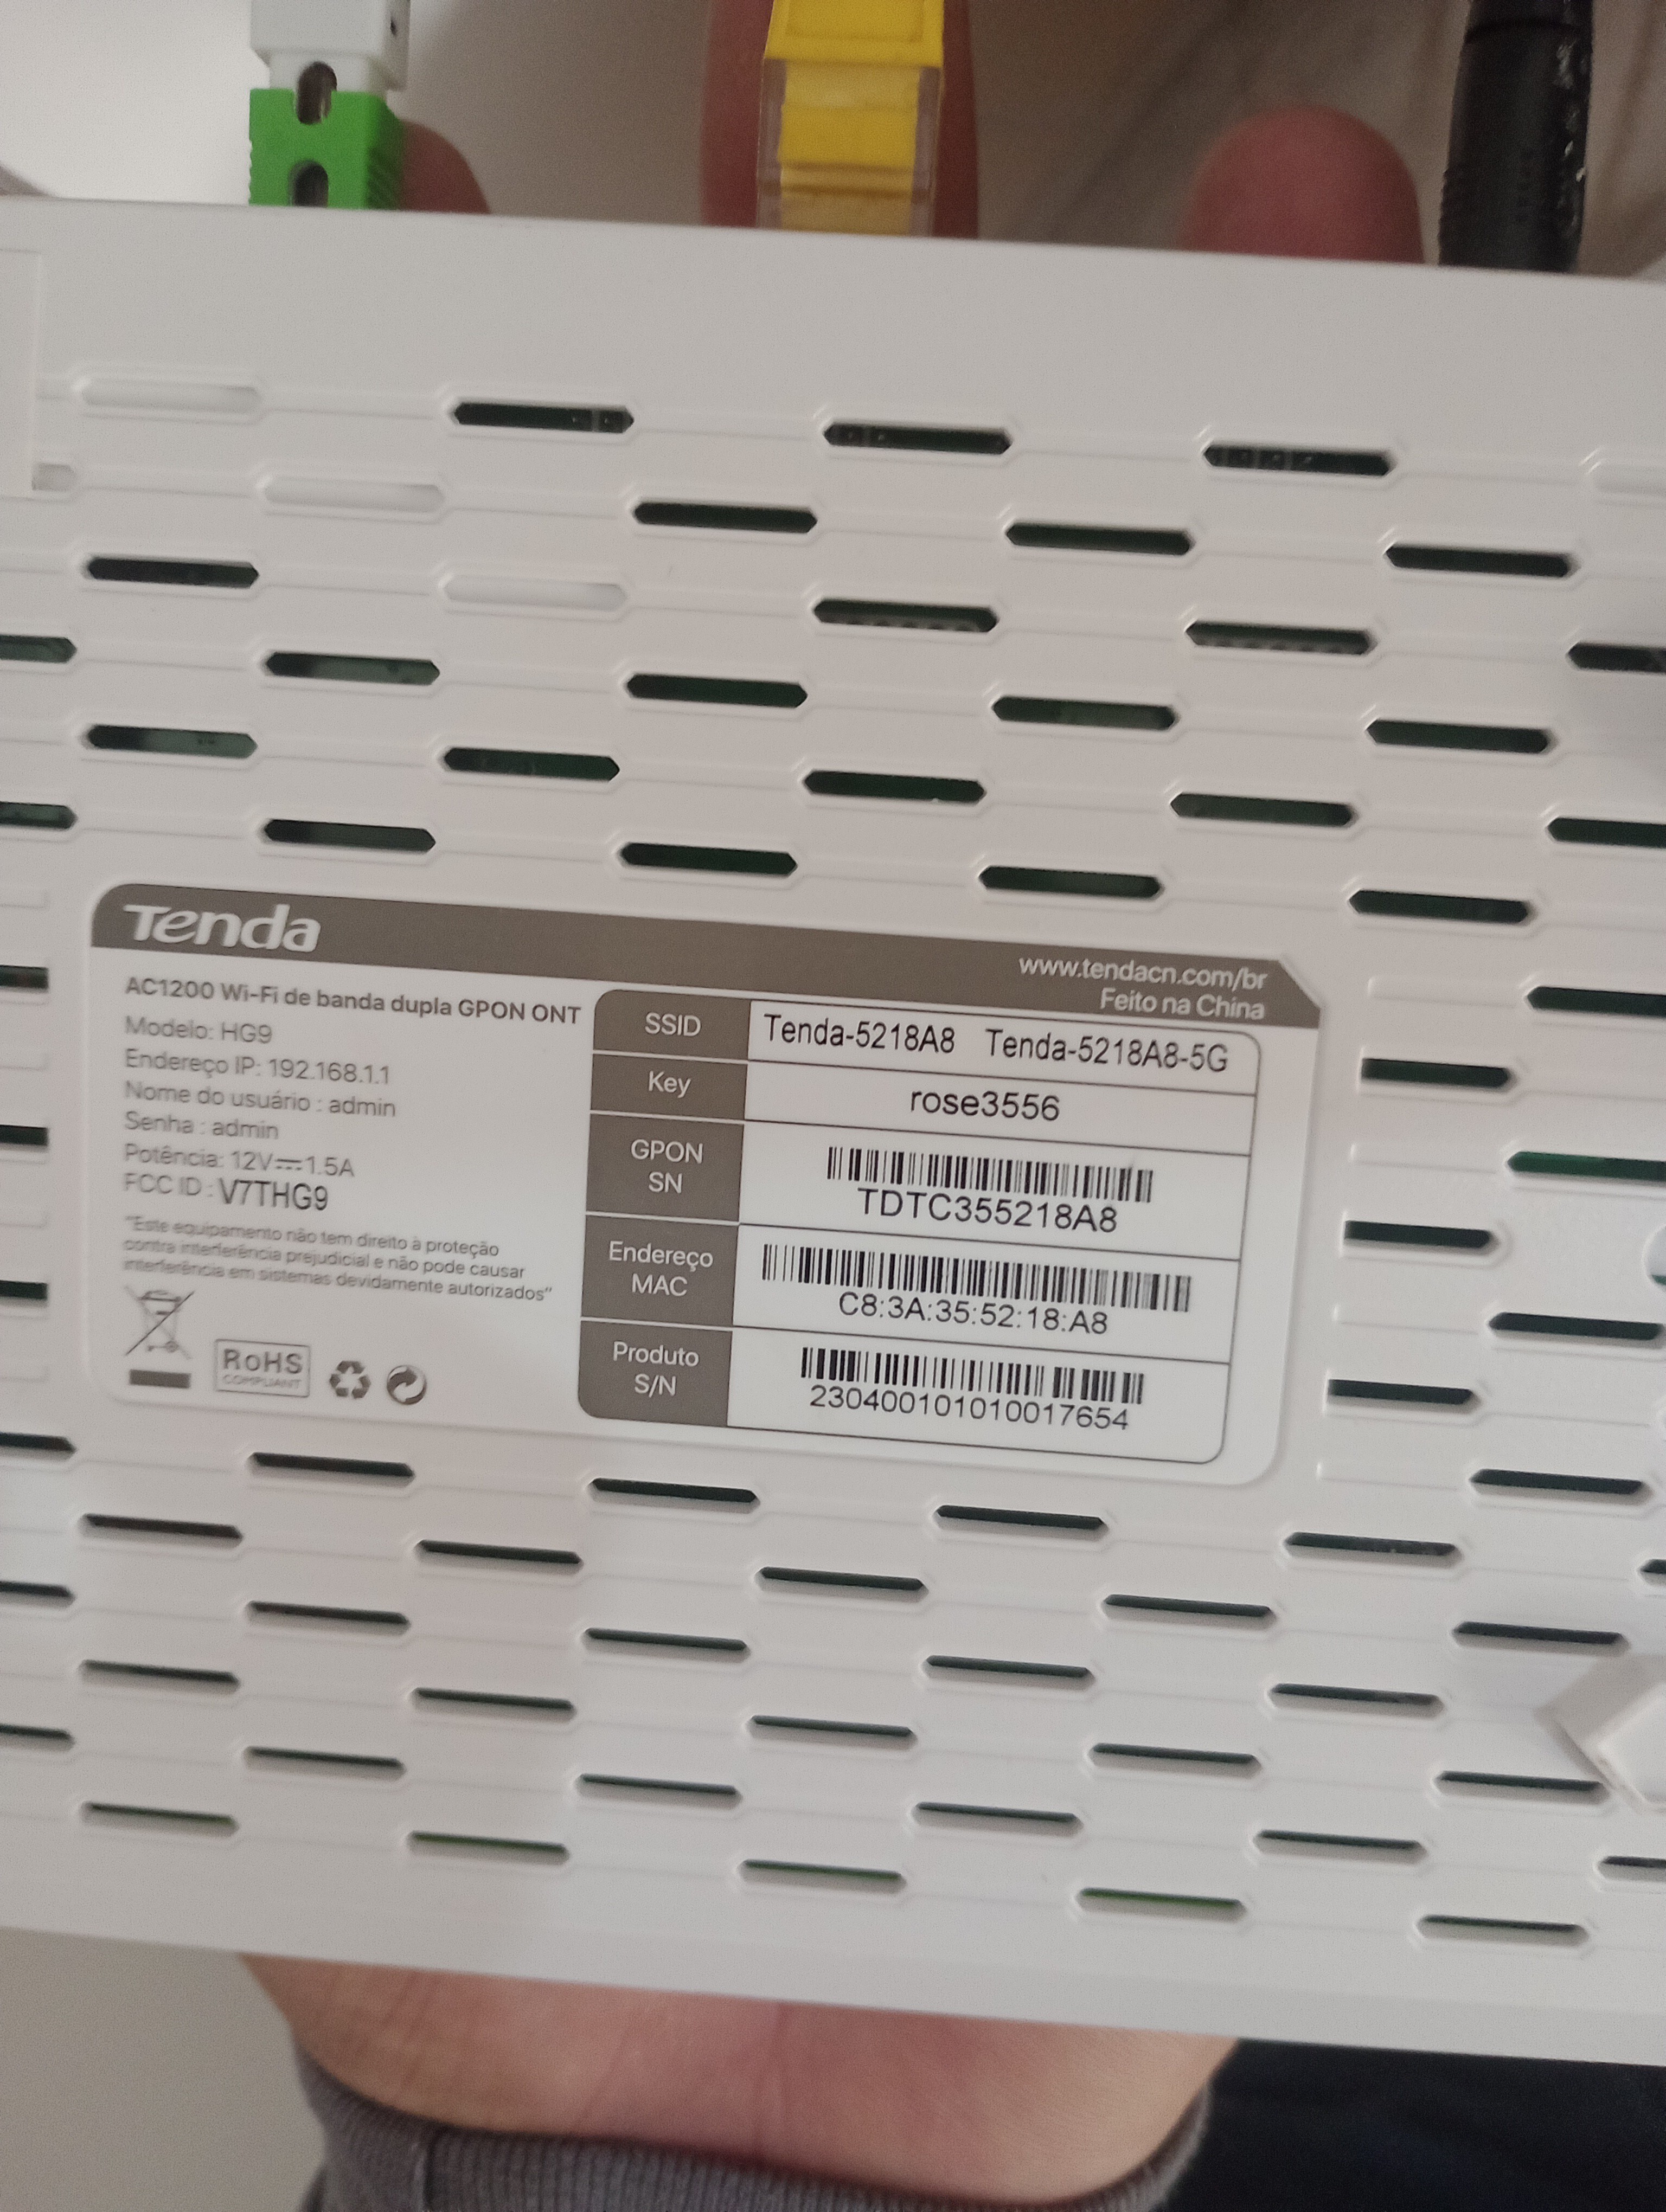 Tenda
www.tendacn.com/br
Feito na China
AC1200 Wi-Fi de banda dupla GPON ONT
Modelo: HG9
Endereço IP: 192.168.1.1
Nome do usuário : admin
Senha : admin
Potência: 12V⎓1.5A
FCC ID : V7THG9
"Este equipamento não tem direito à proteção
contra interferência prejudicial e não pode causar
interferência em sistemas devidamente autorizados"
RoHS
COMPLIANT
SSID Tenda-5218A8 Tenda-5218A8-5G
Key rose3556
GPON
SN
TDTC355218A8
Endereço
MAC
C8:3A:35:52:18:A8
Produto
S/N
230400101010017654